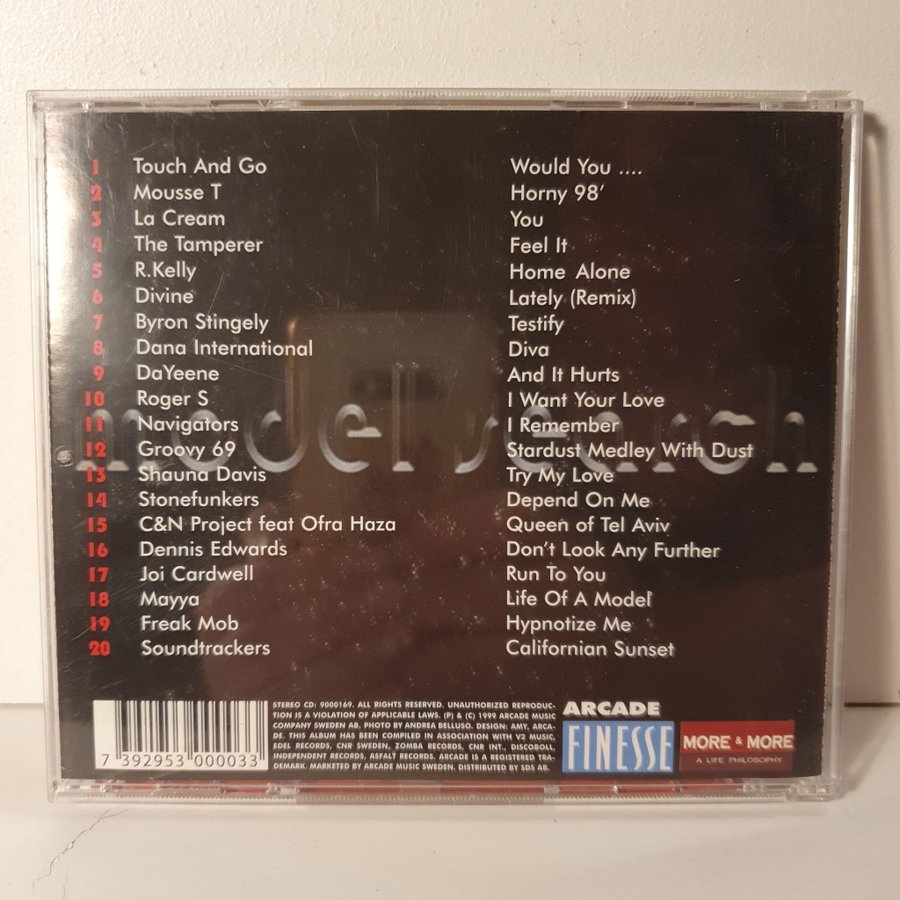 1 Touch And Go Would You ....
2 Mousse T Horny 98'
3 La Cream You
4 The Tamperer Feel It
5 R.Kelly Home Alone
6 Divine Lately (Remix)
7 Byron Stingely Testify
8 Dana International Diva
9 DaYeene And It Hurts
10 Roger S I Want Your Love
11 Navigators I Remember
model search
12 Groovy 69 Stardust Medley With Dust
13 Shauna Davis Try My Love
14 Stonefunkers Depend On Me
15 C&N Project feat Ofra Haza Queen of Tel Aviv
16 Dennis Edwards Don't Look Any Further
17 Joi Cardwell Run To You
18 Mayya Life Of A Model
19 Freak Mob Hypnotize Me
20 Soundtrackers Californian Sunset
7 392953 000033
STEREO CD: 9000169. ALL RIGHTS RESERVED. UNAUTHORIZED REPRODUC-
TION IS A VIOLATION OF APPLICABLE LAWS. (P) & (C) 1999 ARCADE MUSIC
COMPANY SWEDEN AB. PHOTO BY ANDREA BELLUSO. DESIGN: AMY, ARCA-
DE. THIS ALBUM HAS BEEN COMPILED IN ASSOCIATION WITH V2 MUSIC,
EDEL RECORDS, CNR SWEDEN, ZOMBA RECORDS, CNR INT., DISCOBOLL,
INDEPENDENT RECORDS, ASFALT RECORDS. ARCADE IS A REGISTERED TRA-
DEMARK. MARKETED BY ARCADE MUSIC SWEDEN. DISTRIBUTED BY SDS AB.
ARCADE
FINESSE
MORE & MORE
A LIFE PHILOSOPHY